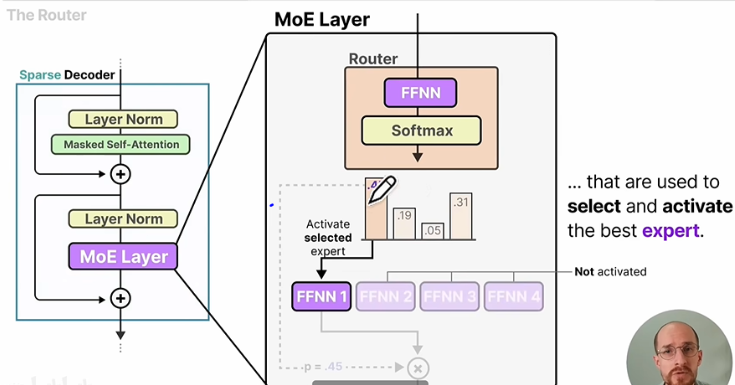 The Router
MoE Layer
Router
FFNN
Softmax
Sparse Decoder
Layer Norm
Masked Self-Attention
+
Layer Norm
MoE Layer
+
.19
.05
.31
Activate
selected
expert
FFNN 1
FFNN 2
FFNN 3
FFNN 4
Not activated
p = .45
×
... that are used to
select and activate
the best expert.